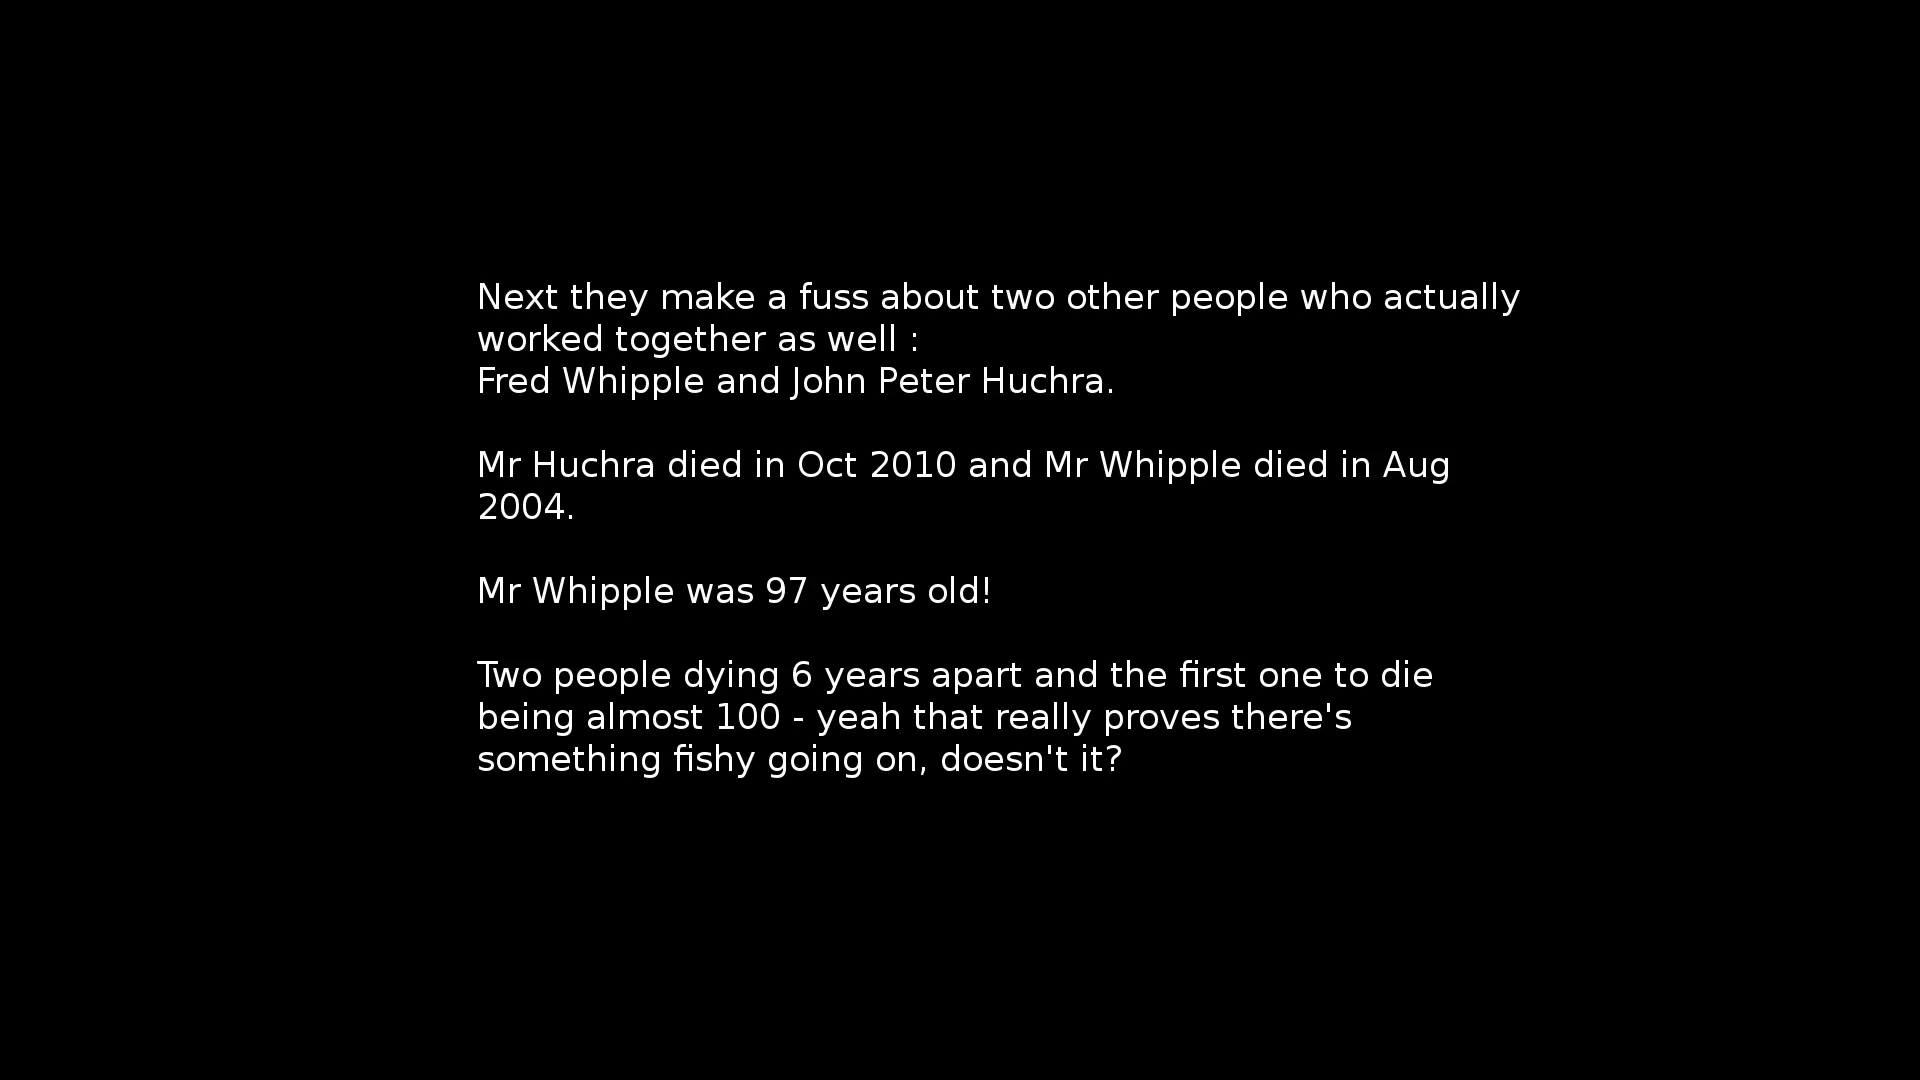 Next they make a fuss about two other people who actually
worked together as well :
Fred Whipple and John Peter Huchra.
Mr Huchra died in Oct 2010 and Mr Whipple died in Aug
2004.
Mr Whipple was 97 years old!
Two people dying 6 years apart and the first one to die
being almost 100 - yeah that really proves there's
something fishy going on, doesn't it?